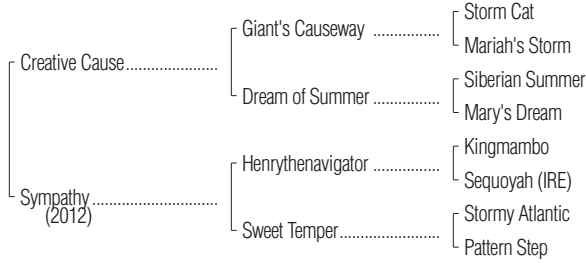 Storm Cat
Giant's Causeway ................
Mariah's Storm
Creative Cause......................
Siberian Summer
Dream of Summer ................
Mary's Dream
Kingmambo
Henrythenavigator .................
Sequoyah (IRE)
Sympathy ..............................
(2012)
Stormy Atlantic
Sweet Temper........................
Pattern Step